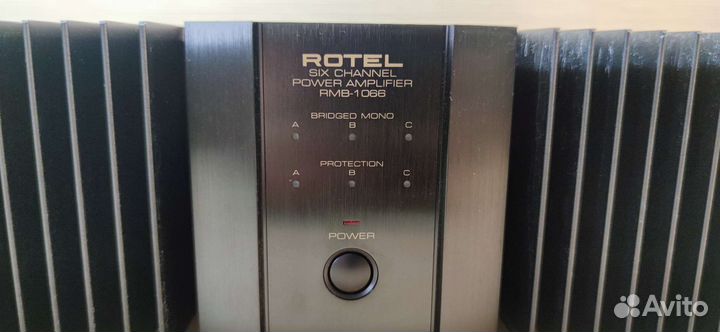 ROTEL
SIX CHANNEL
POWER AMPLIFIER
RMB-1066
BRIDGED MONO
A B C
PROTECTION
A B C
POWER
Avito